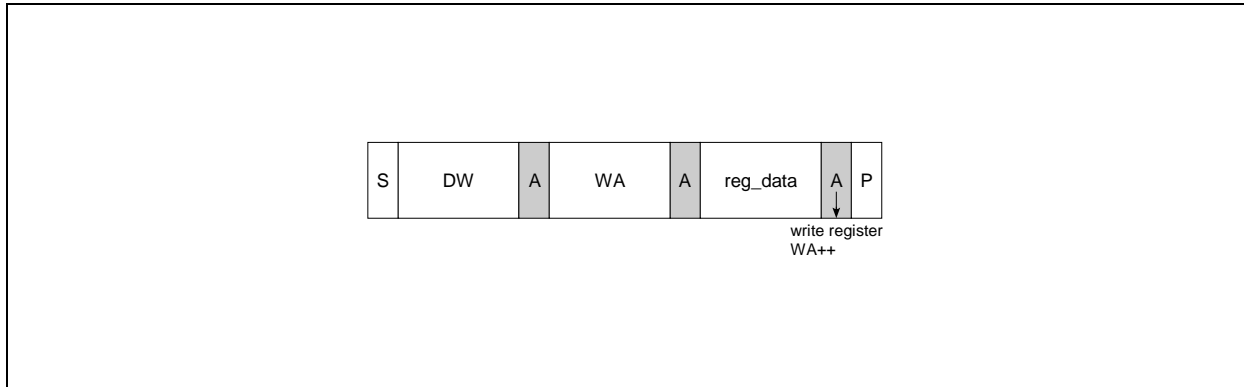 S DW A WA A reg_data A P
write register
WA++